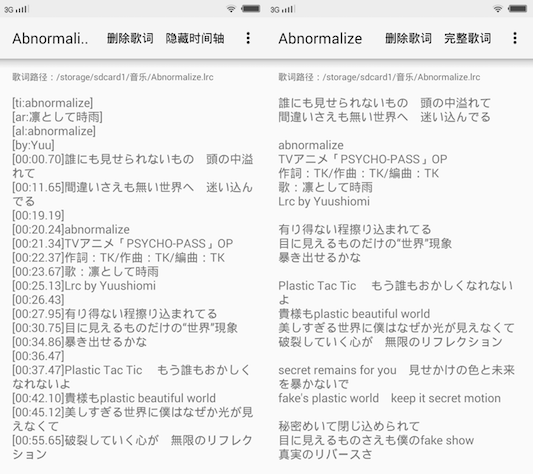 3G
Abnormali..
删除歌词
隐藏时间轴
歌词路径：/storage/sdcard1/音乐/Abnormalize.lrc
[ti:abnormalize]
[ar:凛として時雨]
[al:abnormalize]
[by:Yuu]
[00:00.70]誰にも見せられないもの　頭の中溢
れて
[00:11.65]間違いさえも無い世界へ　迷い込ん
でる
[00:19.19]
[00:20.24]abnormalize
[00:21.34]TVアニメ「PSYCHO-PASS」OP
[00:22.37]作詞：TK/作曲：TK/編曲：TK
[00:23.67]歌：凛として時雨
[00:25.13]Lrc by Yuushiomi
[00:26.43]
[00:27.95]有り得ない程擦り込まれてる
[00:30.75]目に見えるものだけの“世界”現象
[00:34.86]暴き出せるかな
[00:36.47]
[00:37.47]Plastic Tac Tic　もう誰もおかしく
なれないよ
[00:42.10]貴様もplastic beautiful world
[00:45.12]美しすぎる世界に僕はなぜか光が見
えなくて
[00:55.65]破裂していく心が　無限のリフレク
ション
3G
Abnormalize
删除歌词
完整歌词
歌词路径：/storage/sdcard1/音乐/Abnormalize.lrc
誰にも見せられないもの　頭の中溢れて
間違いさえも無い世界へ　迷い込んでる
abnormalize
TVアニメ「PSYCHO-PASS」OP
作詞：TK/作曲：TK/編曲：TK
歌：凛として時雨
Lrc by Yuushiomi
有り得ない程擦り込まれてる
目に見えるものだけの“世界”現象
暴き出せるかな
Plastic Tac Tic　もう誰もおかしくなれない
よ
貴様もplastic beautiful world
美しすぎる世界に僕はなぜか光が見えなくて
破裂していく心が　無限のリフレクション
secret remains for you　見せかけの色と未来
を暴かないで
fake's plastic world　keep it secret motion
秘密めいて閉じ込められて
目に見えるものさえも僕のfake show
真実のリバースさ